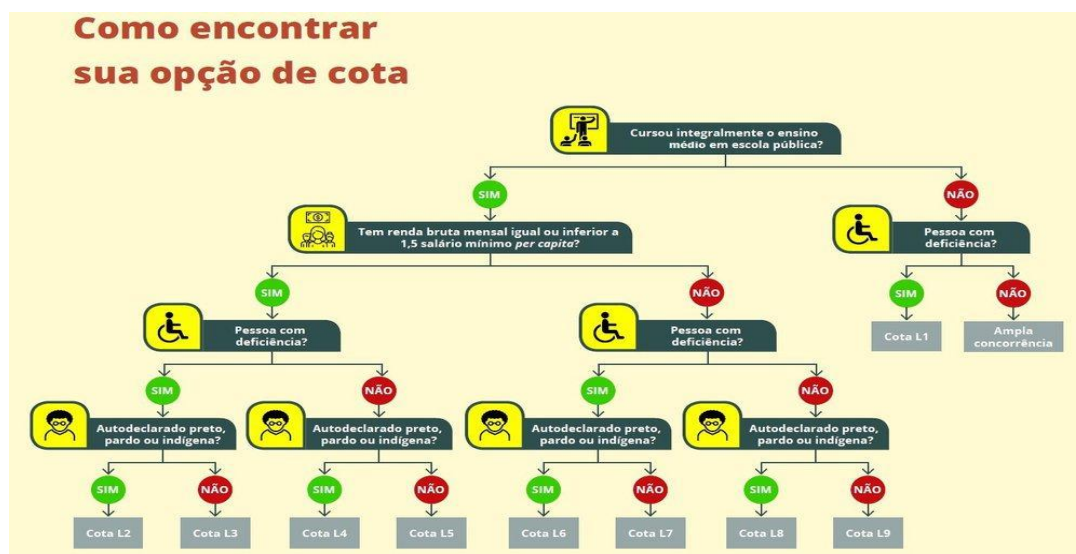 Como encontrar
sua opção de cota
Cursou integralmente o ensino
médio em escola pública?
SIM
NÃO
Tem renda bruta mensal igual ou inferior a
1,5 salário mínimo per capita?
Pessoa com
deficiência?
SIM
NÃO
SIM
NÃO
Cota L1
Ampla
concorrência
Pessoa com
deficiência?
Pessoa com
deficiência?
SIM
NÃO
SIM
NÃO
Autodeclarado preto,
pardo ou indígena?
Autodeclarado preto,
pardo ou indígena?
Autodeclarado preto,
pardo ou indígena?
Autodeclarado preto,
pardo ou indígena?
SIM
NÃO
SIM
NÃO
SIM
NÃO
SIM
NÃO
Cota L2
Cota L3
Cota L4
Cota L5
Cota L6
Cota L7
Cota L8
Cota L9